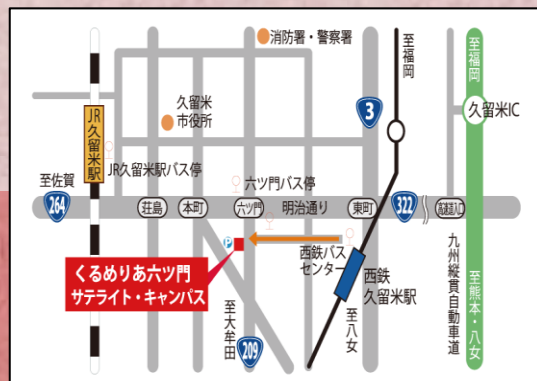 消防署・警察署
至福岡
至福岡
久留米
市役所
3
久留米IC
JR久留米駅
JR久留米駅バス停
六ツ門バス停
至佐賀
264
荘島
本町
六ツ門
明治通り
東町
322
高速道入口
P
くるめりあ六ツ門
サテライト・キャンパス
西鉄バス
センター
西鉄
久留米駅
九州縦貫自動車道
至熊本・八女
至大牟田
209
至八女